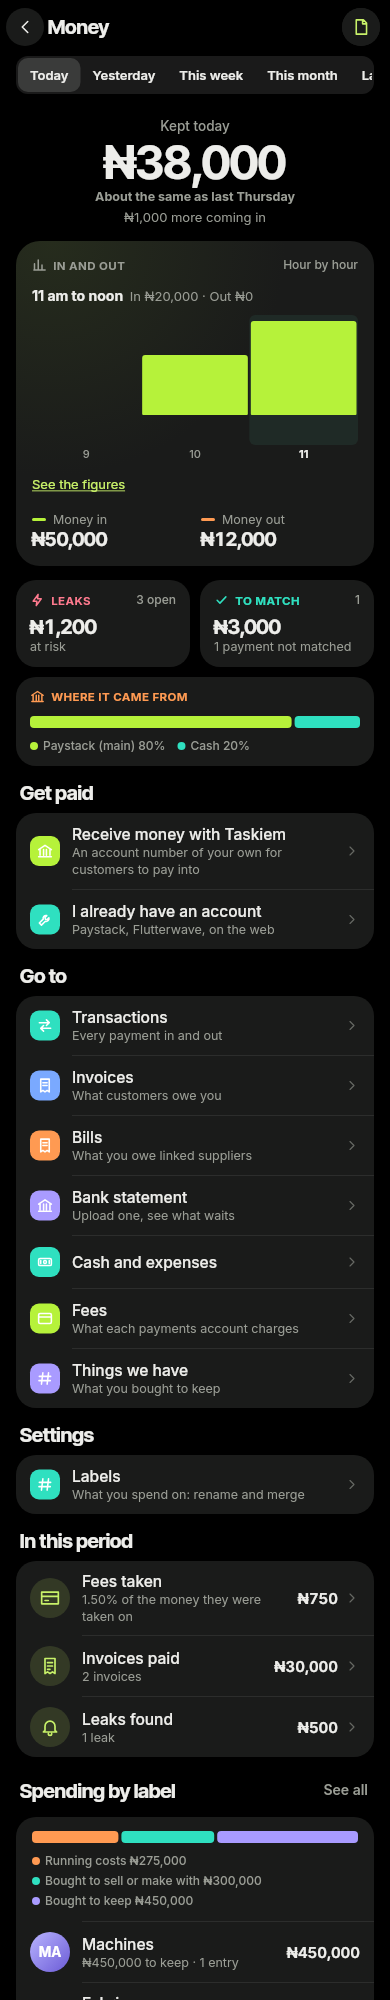 Money
Today Yesterday This week This month La
Kept today
₦38,000
About the same as last Thursday
₦1,000 more coming in
IN AND OUT Hour by hour
11 am to noon In ₦20,000 · Out ₦0
9 10 11
See the figures
Money in Money out
₦50,000 ₦12,000
LEAKS 3 open
₦1,200
at risk
TO MATCH 1
₦3,000
1 payment not matched
WHERE IT CAME FROM
Paystack (main) 80% Cash 20%
Get paid
Receive money with Taskiem
An account number of your own for
customers to pay into
I already have an account
Paystack, Flutterwave, on the web
Go to
Transactions
Every payment in and out
Invoices
What customers owe you
Bills
What you owe linked suppliers
Bank statement
Upload one, see what waits
Cash and expenses
Fees
What each payments account charges
Things we have
What you bought to keep
Settings
Labels
What you spend on: rename and merge
In this period
Fees taken
1.50% of the money they were
taken on
₦750
Invoices paid
2 invoices
₦30,000
Leaks found
1 leak
₦500
Spending by label See all
Running costs ₦275,000
Bought to sell or make with ₦300,000
Bought to keep ₦450,000
MA
Machines
₦450,000 to keep · 1 entry
₦450,000